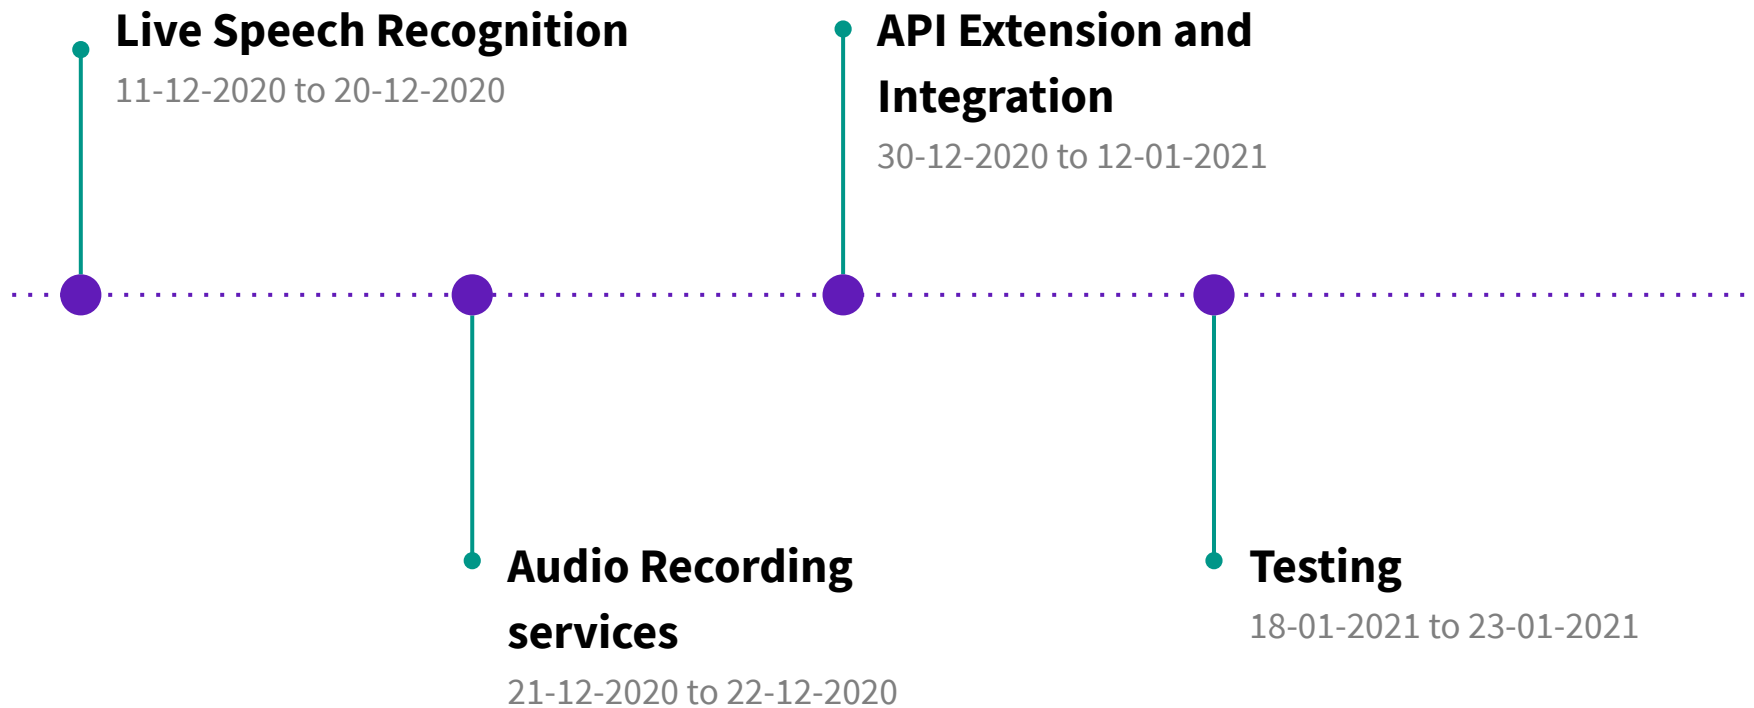 Live Speech Recognition
11-12-2020 to 20-12-2020
API Extension and
Integration
30-12-2020 to 12-01-2021
Audio Recording
services
21-12-2020 to 22-12-2020
Testing
18-01-2021 to 23-01-2021